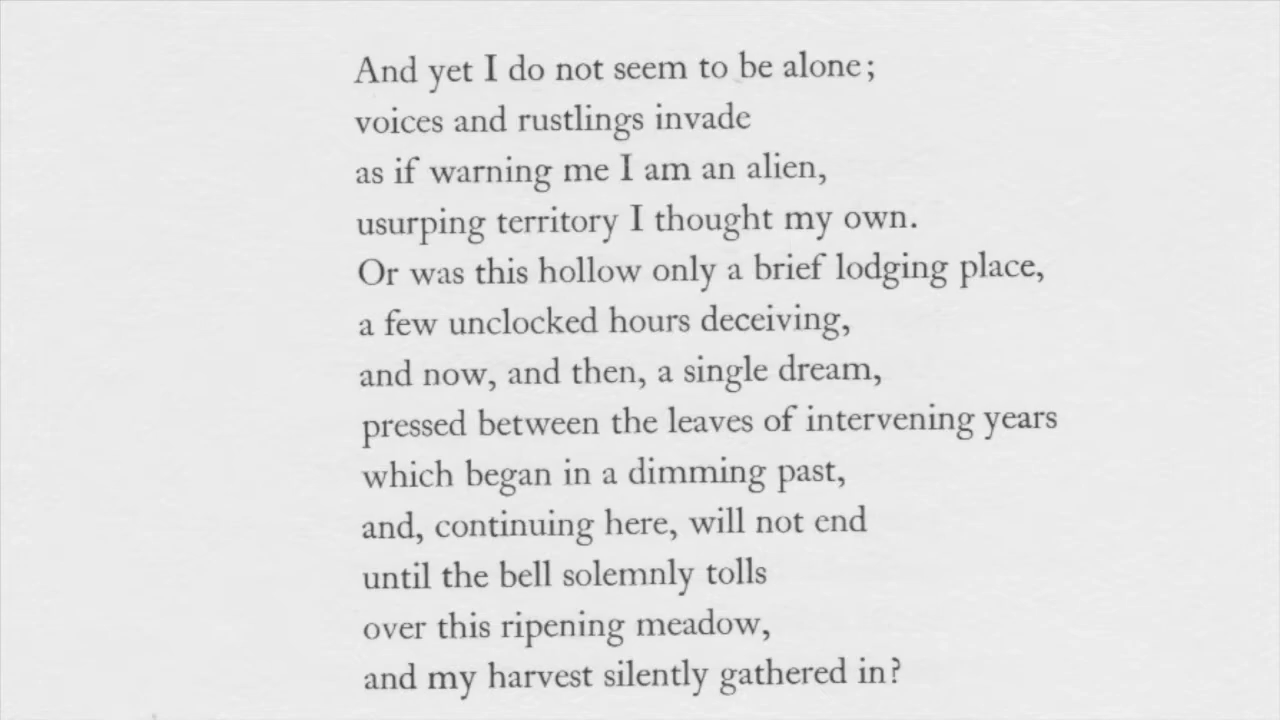 And yet I do not seem to be alone;
voices and rustlings invade
as if warning me I am an alien,
usurping territory I thought my own.
Or was this hollow only a brief lodging place,
a few unclocked hours deceiving,
and now, and then, a single dream,
pressed between the leaves of intervening years
which began in a dimming past,
and, continuing here, will not end
until the bell solemnly tolls
over this ripening meadow,
and my harvest silently gathered in?